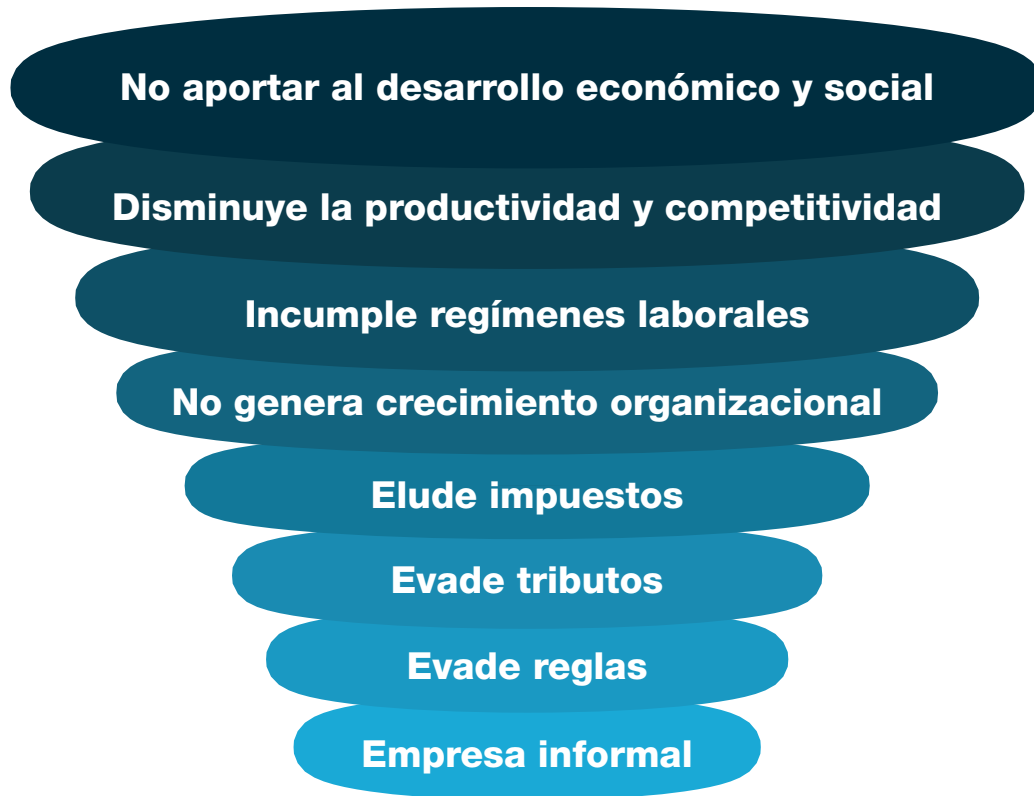 No aportar al desarrollo económico y social
Disminuye la productividad y competitividad
Incumple regímenes laborales
No genera crecimiento organizacional
Elude impuestos
Evade tributos
Evade reglas
Empresa informal